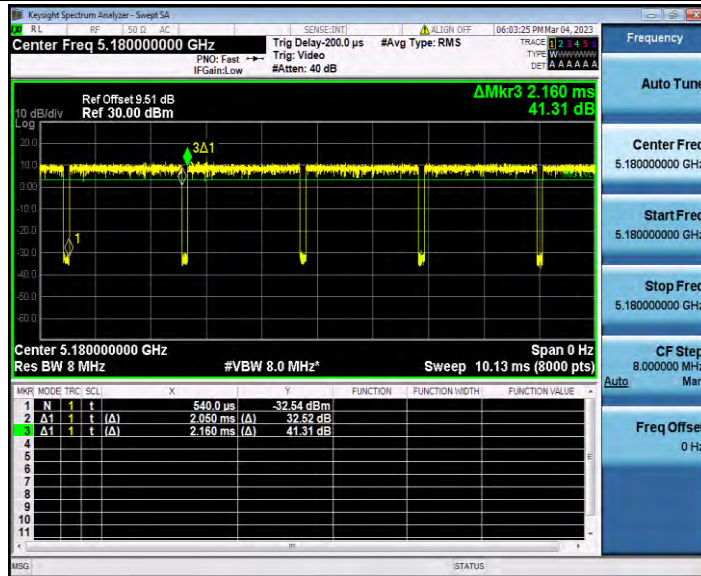 Keysight Spectrum Analyzer - Swept SA
RL RF 50 Ω AC SENSE:INT ALIGN OFF 06:03:25 PM Mar 04, 2023
Center Freq 5.180000000 GHz
PNO: Fast
IFGain:Low
Trig Delay-200.0 µs
Trig: Video
#Atten: 40 dB
#Avg Type: RMS
TRACE 1 2 3 4 5 6
TYPE WWWWWW
DET A A A A A A
Frequency
ΔMkr3 2.160 ms
41.31 dB
Ref Offset 9.51 dB
10 dB/div Ref 30.00 dBm
Log
20.0
10.0
0.00
-10.0
-20.0
-30.0
-40.0
-50.0
-60.0
3Δ1
1
Center 5.180000000 GHz Span 0 Hz
Res BW 8 MHz #VBW 8.0 MHz* Sweep 10.13 ms (8000 pts)
MKR MODE TRC SCL X Y FUNCTION FUNCTION WIDTH FUNCTION VALUE
1 N 1 t 540.0 µs -32.54 dBm
2 Δ1 1 t (Δ) 2.050 ms (Δ) 32.52 dB
3 Δ1 1 t (Δ) 2.160 ms (Δ) 41.31 dB
4
5
6
7
8
9
10
11
MSG STATUS
Auto Tune
Center Freq
5.180000000 GHz
Start Freq
5.180000000 GHz
Stop Freq
5.180000000 GHz
CF Step
8.000000 MHz
Auto Man
Freq Offset
0 Hz